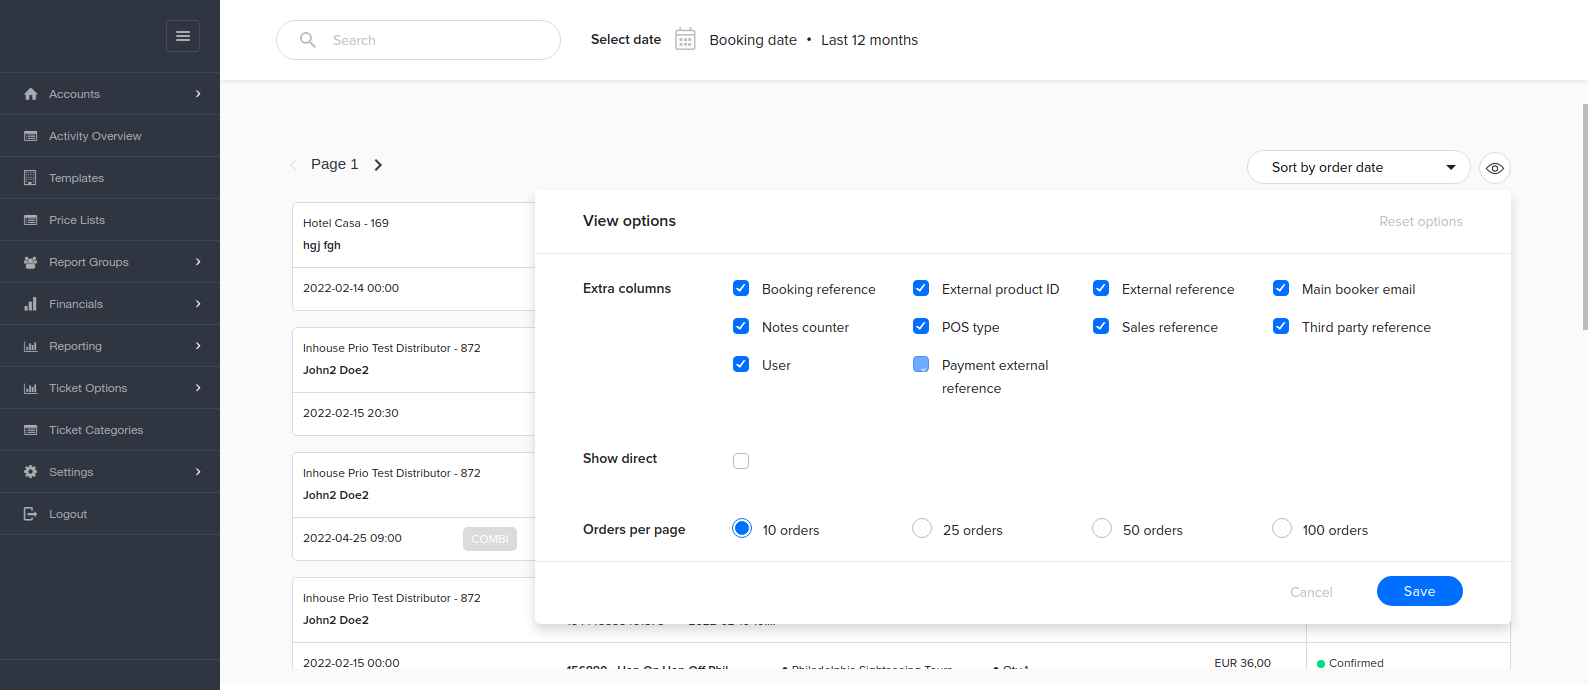 Search
Select date
Booking date • Last 12 months
Accounts
Activity Overview
Templates
Price Lists
Report Groups
Financials
Reporting
Ticket Options
Ticket Categories
Settings
Logout
Page 1
Sort by order date
Hotel Casa - 169
hgj fgh
2022-02-14 00:00
Inhouse Prio Test Distributor - 872
John2 Doe2
2022-02-15 20:30
Inhouse Prio Test Distributor - 872
John2 Doe2
2022-04-25 09:00 COMBI
Inhouse Prio Test Distributor - 872
John2 Doe2
2022-02-15 00:00
View options
Reset options
Extra columns
Booking reference
External product ID
External reference
Main booker email
Notes counter
POS type
Sales reference
Third party reference
User
Payment external
reference
Show direct
Orders per page
10 orders
25 orders
50 orders
100 orders
Cancel
Save
• Philadelphia Sightseeing Tours
• Qty 1
EUR 36,00
Confirmed